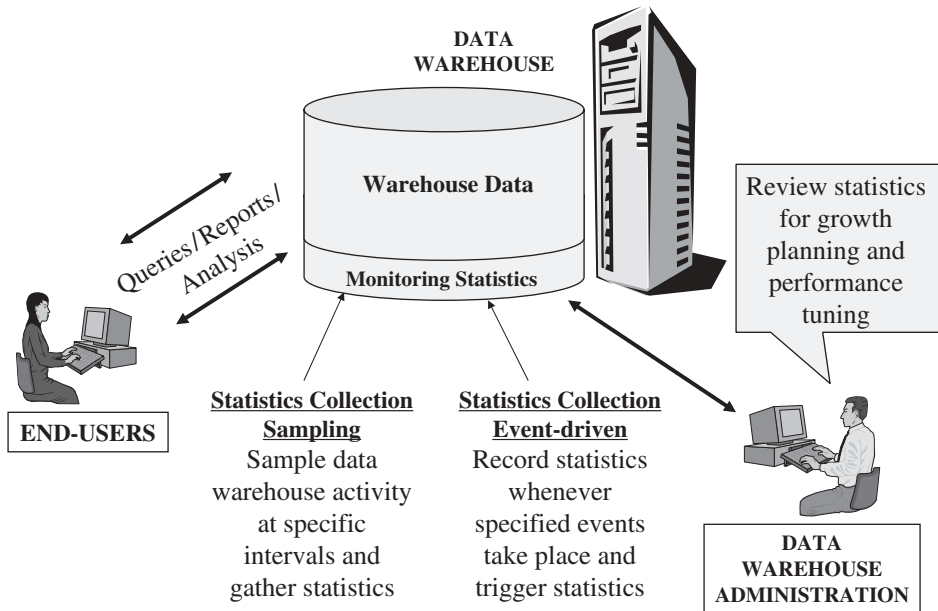 DATA
WAREHOUSE
Warehouse Data
Monitoring Statistics
Queries/Reports/
Analysis
Review statistics
for growth
planning and
performance
tuning
END-USERS
Statistics Collection
Sampling
Sample data
warehouse activity
at specific
intervals and
gather statistics
Statistics Collection
Event-driven
Record statistics
whenever
specified events
take place and
trigger statistics
DATA
WAREHOUSE
ADMINISTRATION